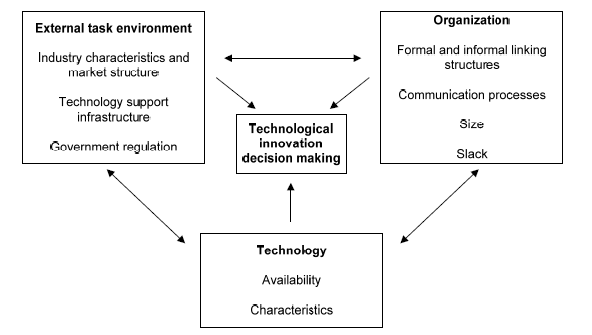 External task environment
Industry characteristics and
market structure
Technology support
infrastructure
Government regulation
Organization
Formal and informal linking
structures
Communication processes
Size
Slack
Technological
innovation
decision making
Technology
Availability
Characteristics